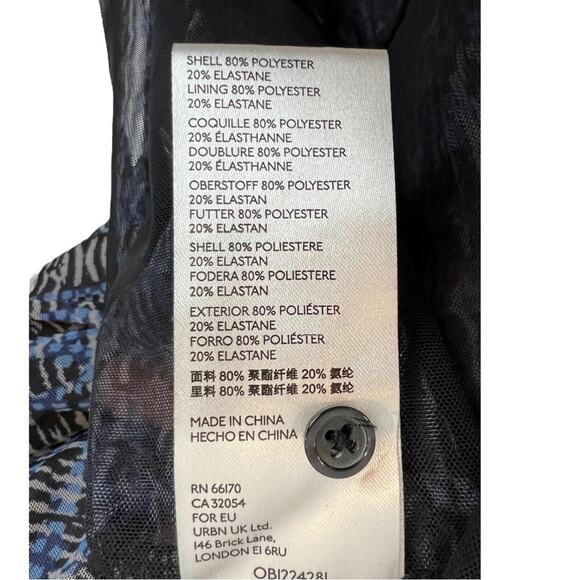 SHELL 80% POLYESTER
20% ELASTANE
LINING 80% POLYESTER
20% ELASTANE
COQUILLE 80% POLYESTER
20% ÉLASTHANNE
DOUBLURE 80% POLYESTER
20% ÉLASTHANNE
OBERSTOFF 80% POLYESTER
20% ELASTAN
FUTTER 80% POLYESTER
20% ELASTAN
SHELL 80% POLIESTERE
20% ELASTAN
FODERA 80% POLIESTERE
20% ELASTAN
EXTERIOR 80% POLIÉSTER
20% ELASTANE
FORRO 80% POLIÉSTER
20% ELASTANE
面料 80% 聚酯纤维 20% 氨纶
里料 80% 聚酯纤维 20% 氨纶
MADE IN CHINA
HECHO EN CHINA
RN 66170
CA 32054
FOR EU
URBN UK Ltd.
146 Brick Lane,
LONDON E1 6RU
OB1224281